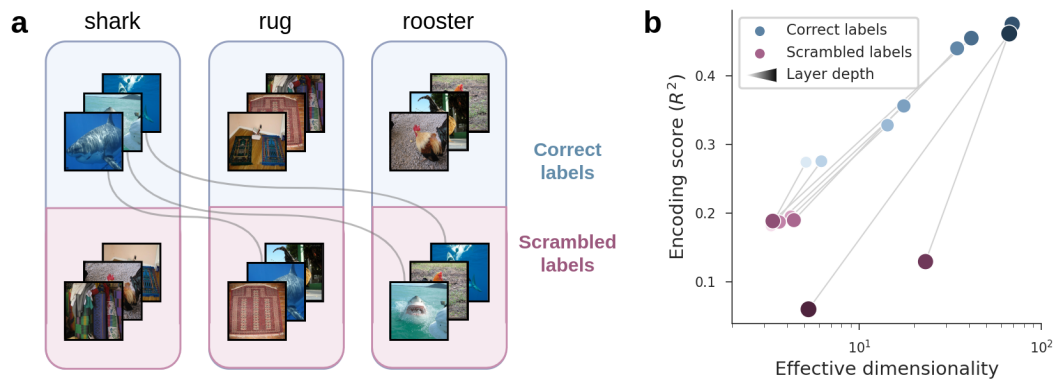 a
shark
rug
rooster
Correct
labels
Scrambled
labels
b
Correct labels
Scrambled labels
Layer depth
Encoding score (R²)
0.4
0.3
0.2
0.1
10¹
10²
Effective dimensionality